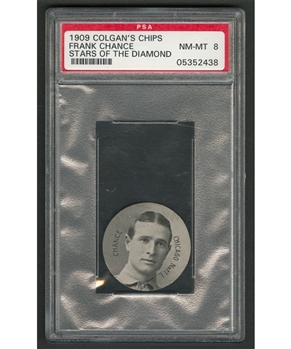 PSA
1909 COLGAN'S CHIPS
FRANK CHANCE NM-MT 8
STARS OF THE DIAMOND
05352438
CHANCE
CHICAGO NAT'L